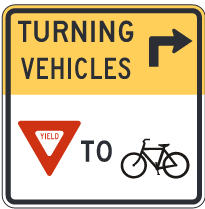 TURNING
VEHICLES
YIELD
TO